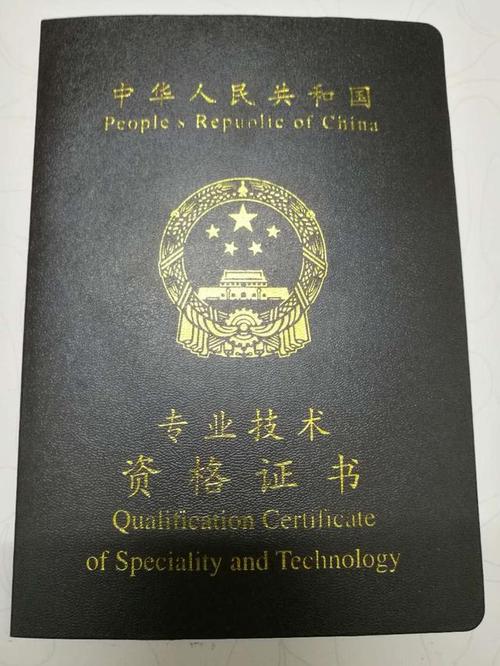 中华人民共和国
People's Republic of China
专业技术
资格证书
Qualification Certificate
of Speciality and Technology